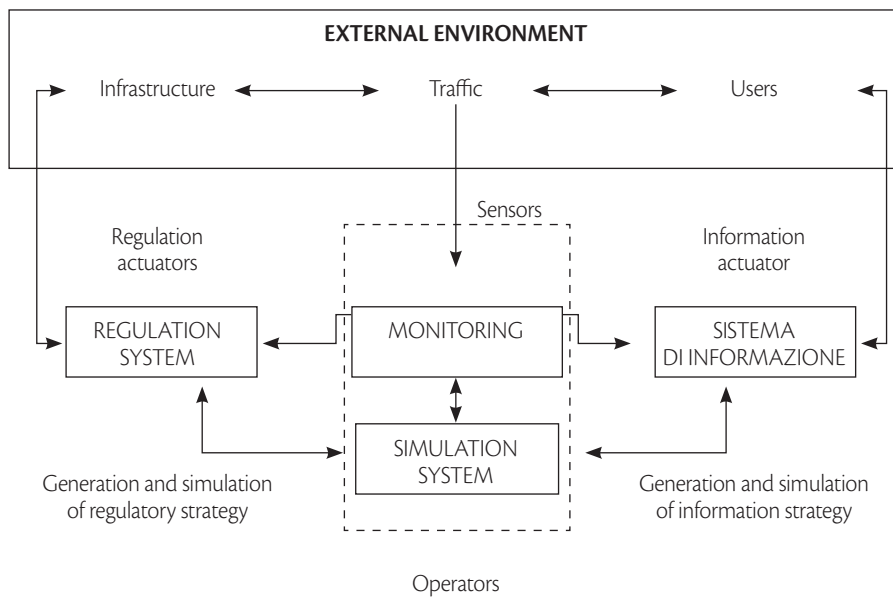 EXTERNAL ENVIRONMENT
Infrastructure
Traffic
Users
Sensors
Regulation
actuators
Information
actuator
REGULATION
SYSTEM
MONITORING
SISTEMA
DI INFORMAZIONE
SIMULATION
SYSTEM
Generation and simulation
of regulatory strategy
Generation and simulation
of information strategy
Operators